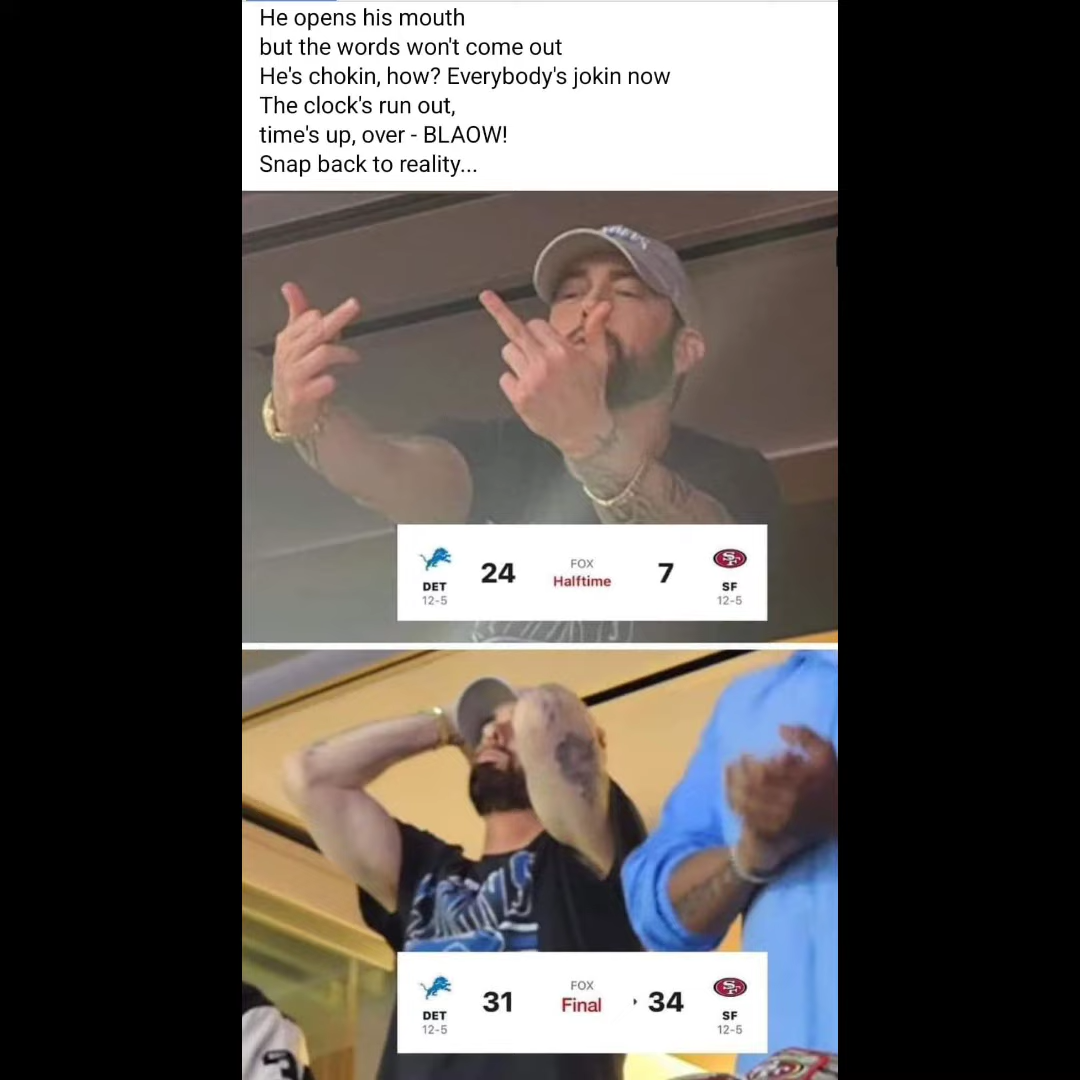 He opens his mouth
but the words won't come out
He's chokin, how? Everybody's jokin now
The clock's run out,
time's up, over - BLAOW!
Snap back to reality...
24 FOX 7
DET Halftime SF
12-5 12-5
31 FOX 34
DET Final SF
12-5 12-5